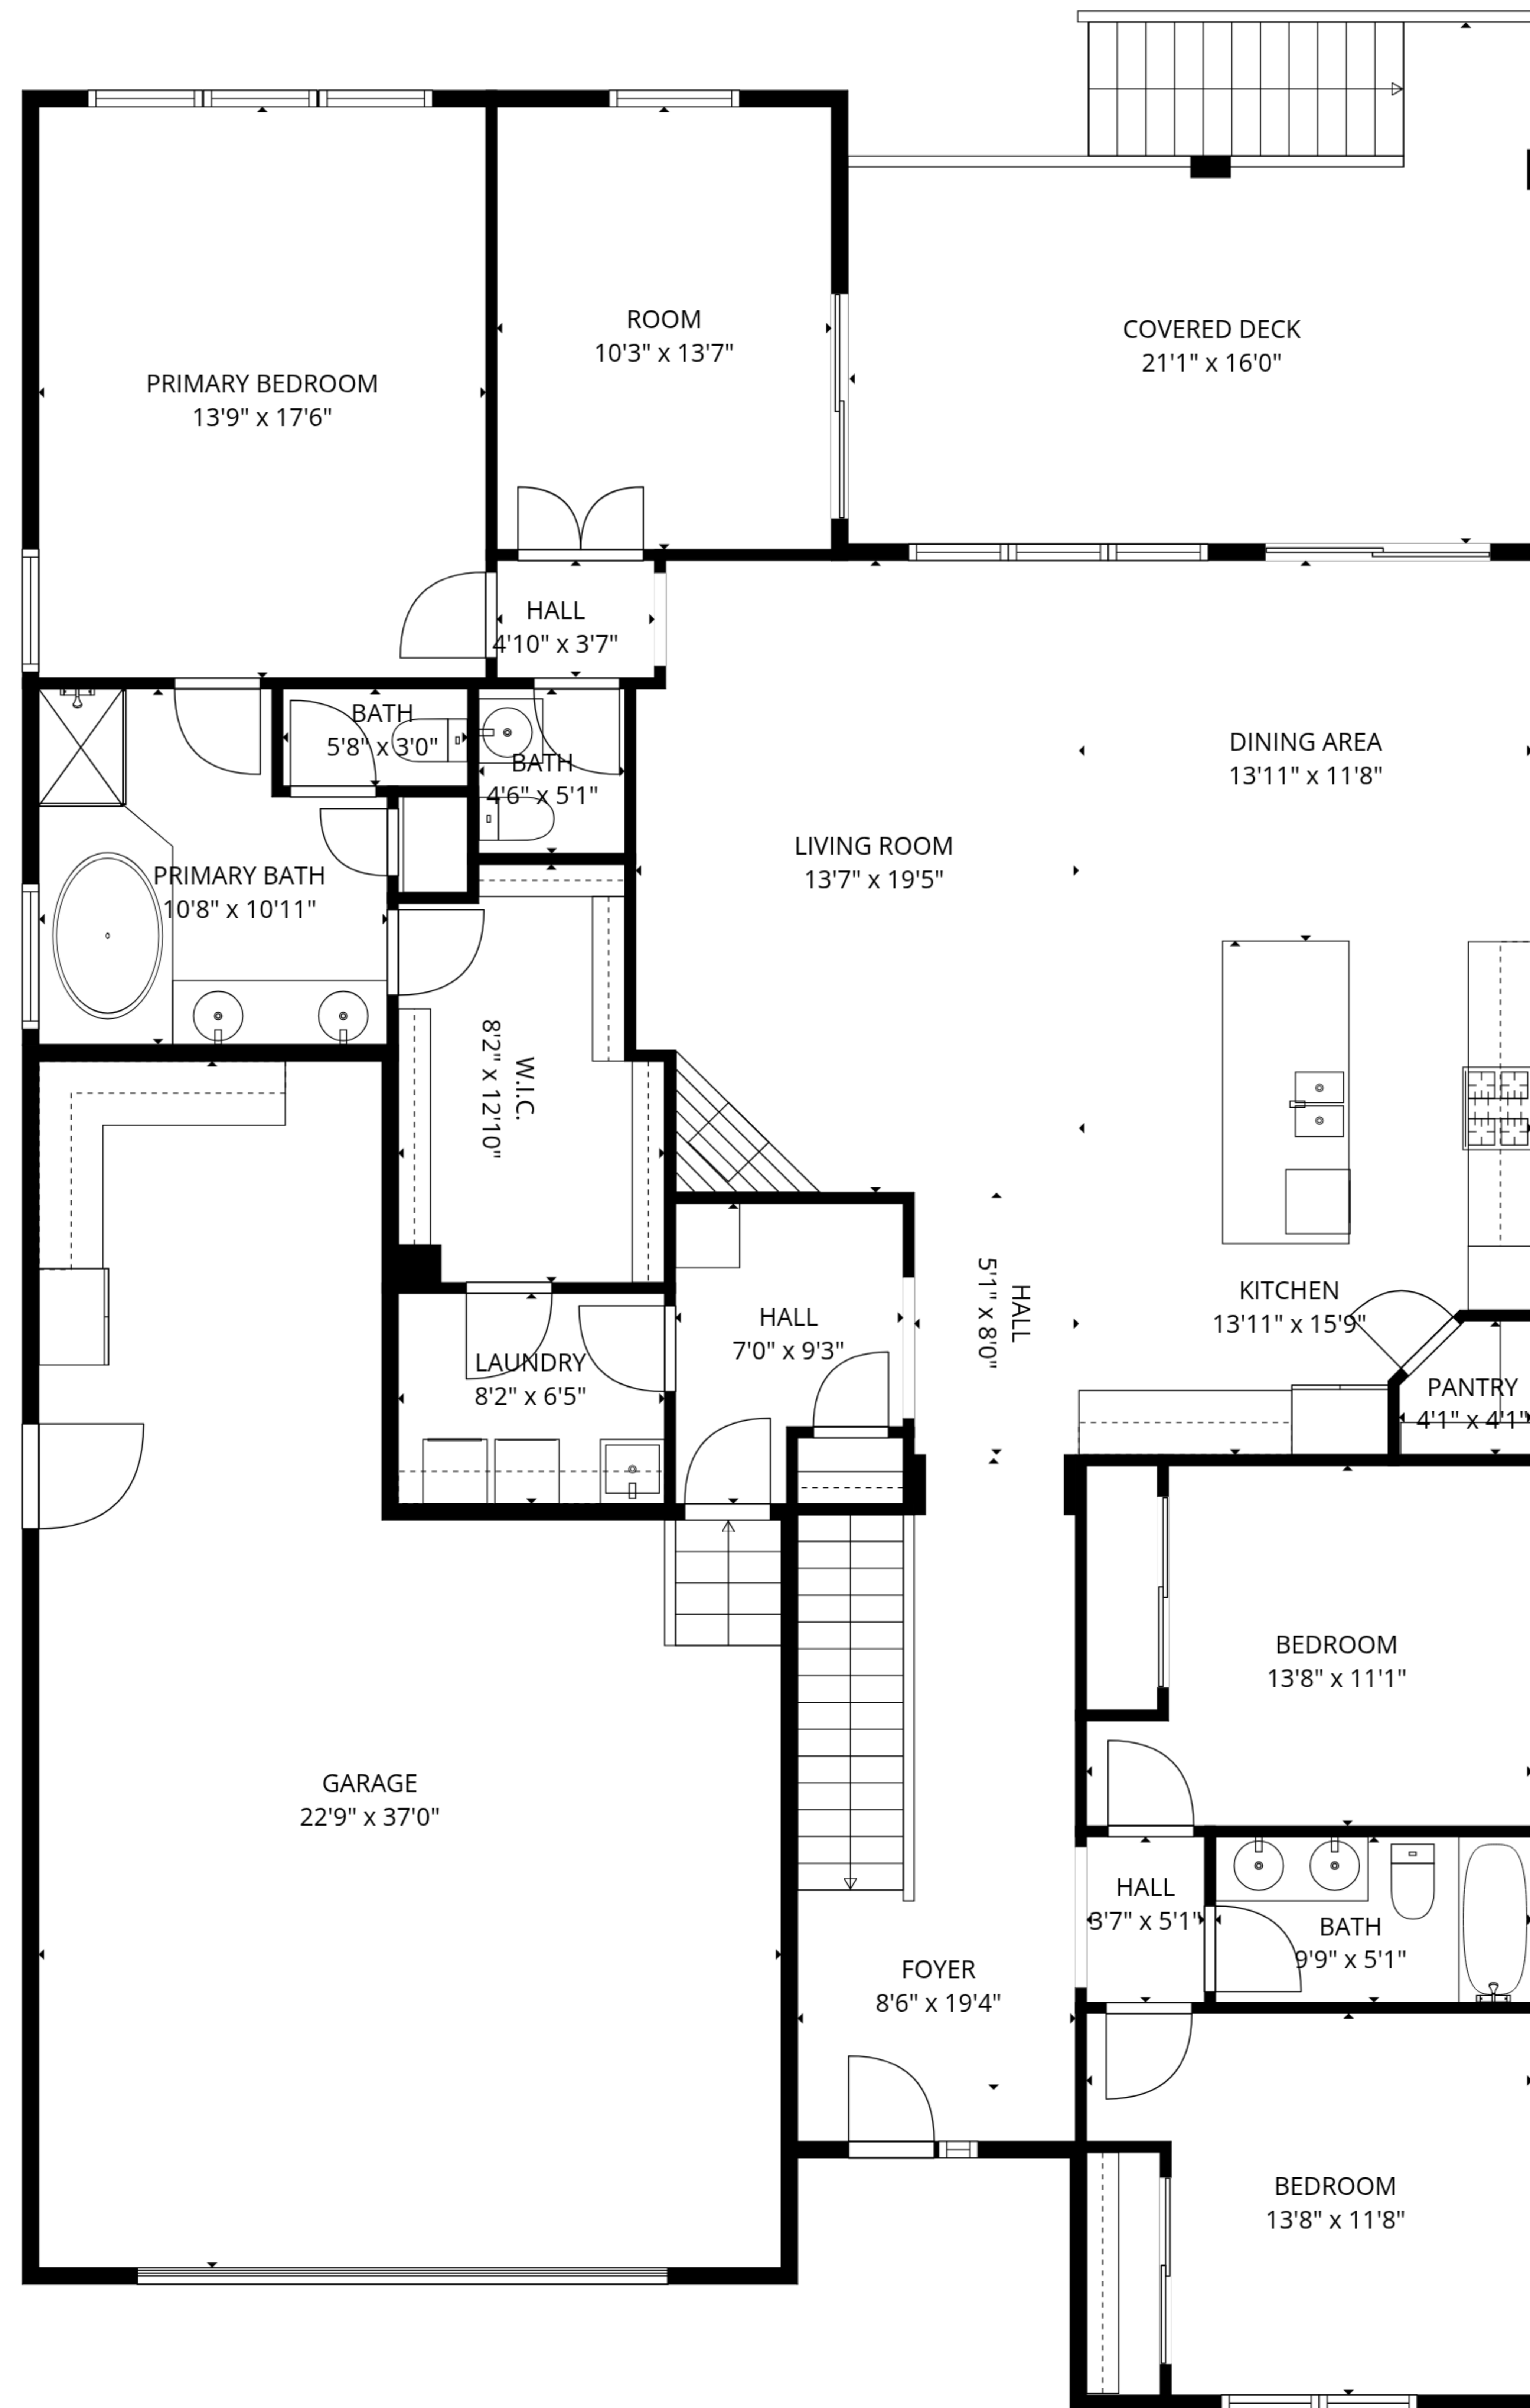 ROOM
10'3" x 13'7"
COVERED DECK
21'1" x 16'0"
PRIMARY BEDROOM
13'9" x 17'6"
HALL
4'10" x 3'7"
BATH
5'8" x 3'0"
BATH
4'6" x 5'1"
DINING AREA
13'11" x 11'8"
LIVING ROOM
13'7" x 19'5"
PRIMARY BATH
10'8" x 10'11"
W.I.C.
8'2" x 12'10"
HALL
5'1" x 8'0"
KITCHEN
13'11" x 15'9"
HALL
7'0" x 9'3"
LAUNDRY
8'2" x 6'5"
PANTRY
4'1" x 4'1"
BEDROOM
13'8" x 11'1"
GARAGE
22'9" x 37'0"
HALL
3'7" x 5'1"
BATH
9'9" x 5'1"
FOYER
8'6" x 19'4"
BEDROOM
13'8" x 11'8"